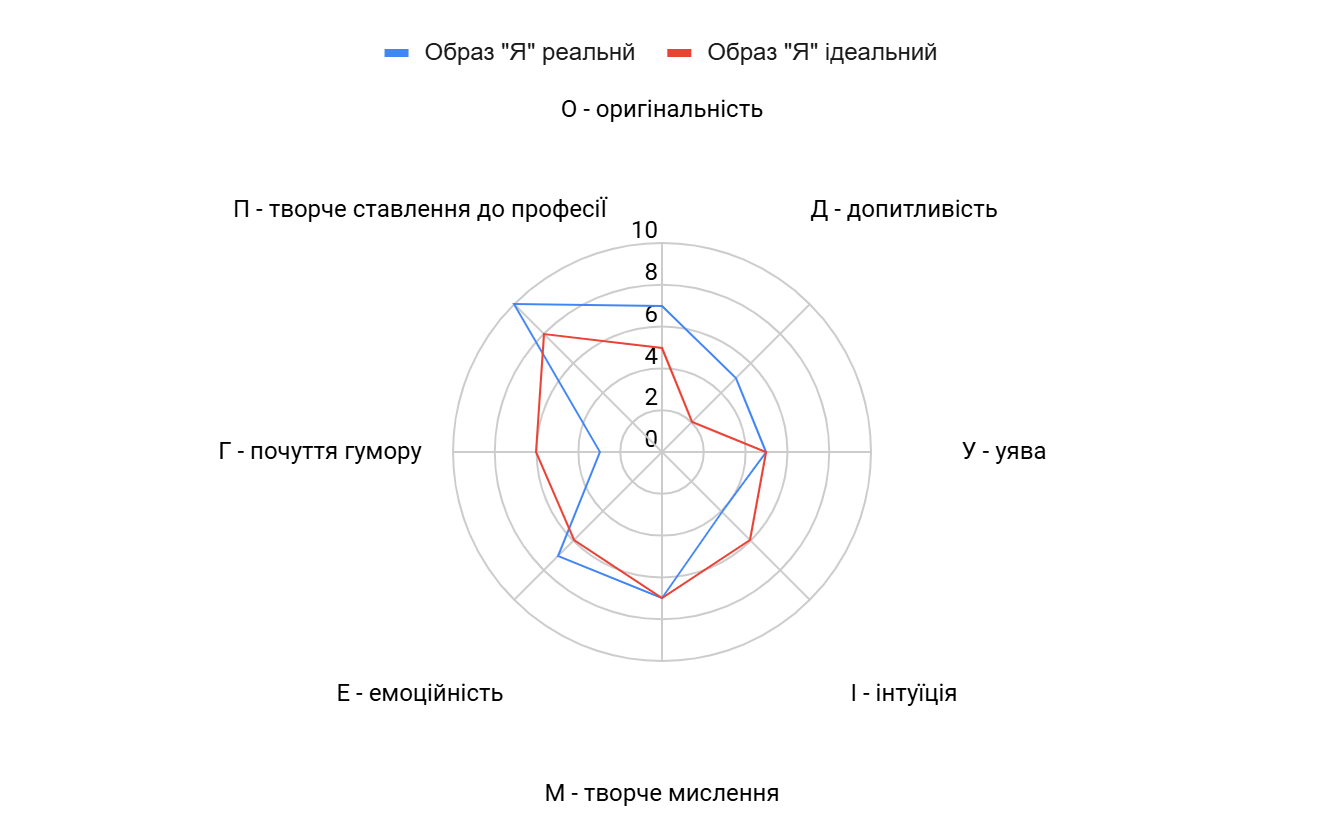 Образ "Я" реальнй
Образ "Я" ідеальний
О - оригінальність
П - творче ставлення до професіЇ
Д - допитливість
10
8
6
4
2
0
Г - почуття гумору
У - уява
Е - емоційність
І - інтуїція
М - творче мислення